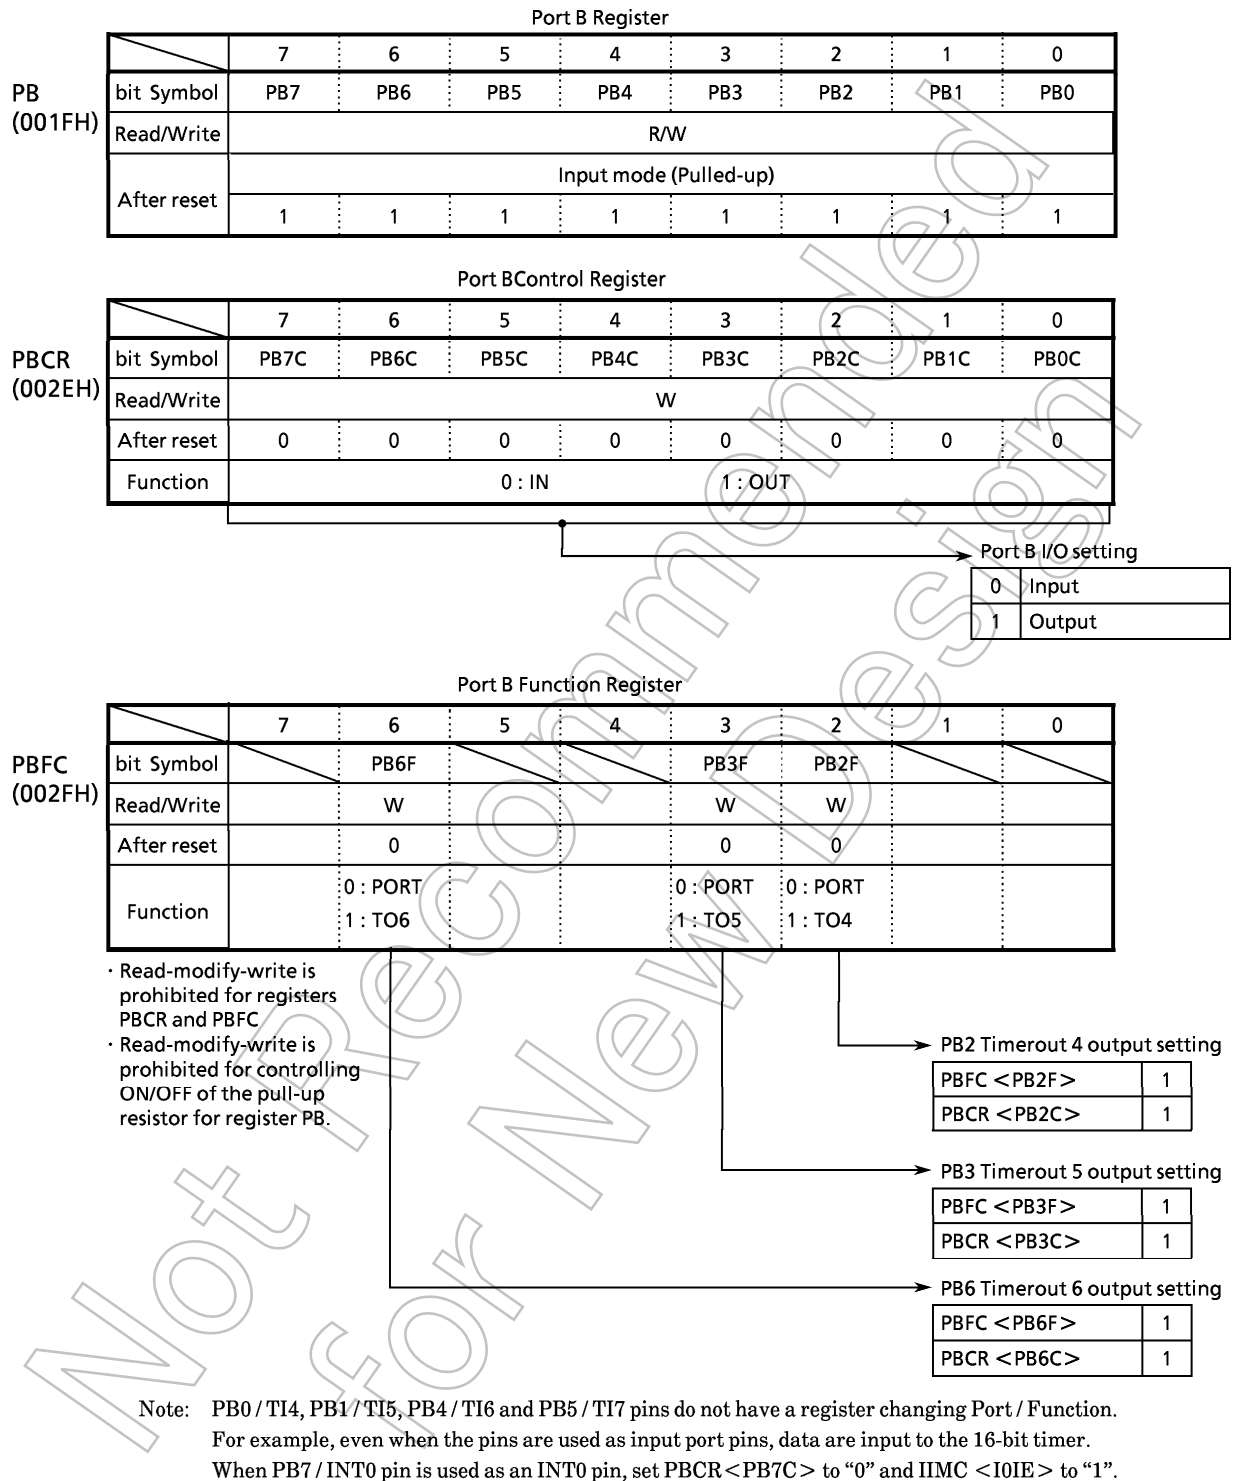 Port B Register
7 6 5 4 3 2 1 0
PB
(001FH)
bit Symbol PB7 PB6 PB5 PB4 PB3 PB2 PB1 PB0
Read/Write R/W
After reset Input mode (Pulled-up)
1 1 1 1 1 1 1 1
Port BControl Register
7 6 5 4 3 2 1 0
PBCR
(002EH)
bit Symbol PB7C PB6C PB5C PB4C PB3C PB2C PB1C PB0C
Read/Write W
After reset 0 0 0 0 0 0 0 0
Function 0 : IN 1 : OUT
Port B I/O setting
0 Input
1 Output
Port B Function Register
7 6 5 4 3 2 1 0
PBFC
(002FH)
bit Symbol PB6F PB3F PB2F
Read/Write W W W
After reset 0 0 0
Function 0 : PORT 0 : PORT 0 : PORT
1 : TO6 1 : TO5 1 : TO4
· Read-modify-write is
prohibited for registers
PBCR and PBFC
· Read-modify-write is
prohibited for controlling
ON/OFF of the pull-up
resistor for register PB.
PB2 Timerout 4 output setting
PBFC <PB2F> 1
PBCR <PB2C> 1
PB3 Timerout 5 output setting
PBFC <PB3F> 1
PBCR <PB3C> 1
PB6 Timerout 6 output setting
PBFC <PB6F> 1
PBCR <PB6C> 1
Note: PB0 / TI4, PB1 / TI5, PB4 / TI6 and PB5 / TI7 pins do not have a register changing Port / Function.
For example, even when the pins are used as input port pins, data are input to the 16-bit timer.
When PB7 / INT0 pin is used as an INT0 pin, set PBCR<PB7C> to “0” and IIMC <I0IE> to “1”.
Not Recommended
for New Design